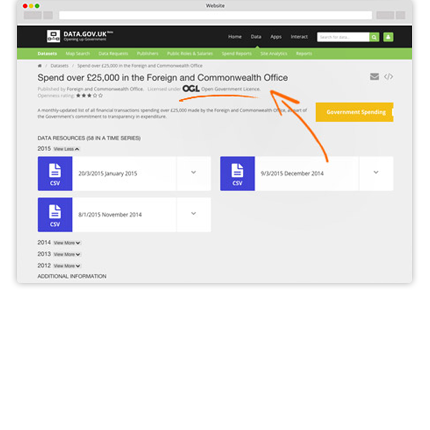 Website
DATA.GOV.UK Beta
Opening up Government
Home Data Apps Interact
Search for data...
Datasets Map Search Data Requests Publishers Public Roles & Salaries Spend Reports Site Analytics Reports
/ Datasets / Spend over £25,000 in the Foreign and Commonwealth Office
Spend over £25,000 in the Foreign and Commonwealth Office
Published by Foreign and Commonwealth Office. Licensed under OGL Open Government Licence.
Openness rating:
A monthly-updated list of all financial transactions spending over £25,000 made by the Foreign and Commonwealth Office, as part of
the Government's commitment to transparency in expenditure.
Government Spending
DATA RESOURCES (58 IN A TIME SERIES)
2015 View Less
CSV 20/3/2015 January 2015
CSV 9/3/2015 December 2014
CSV 8/1/2015 November 2014
2014 View More
2013 View More
2012 View More
ADDITIONAL INFORMATION